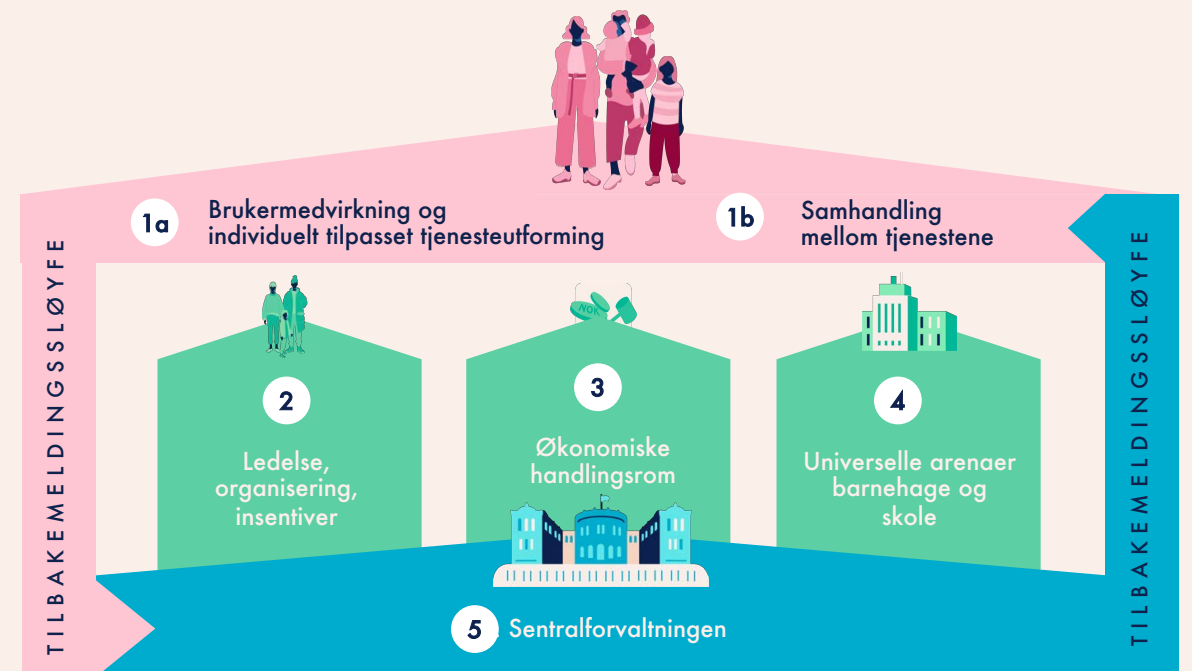 1a
Brukermedvirkning og
individuelt tilpasset tjenesteutforming
1b
Samhandling
mellom tjenestene
TILBAKEMELDINGSSLØYFE
2
Ledelse,
organisering,
insentiver
NOK
3
Økonomiske
handlingsrom
4
Universelle arenaer
barnehage og
skole
TILBAKEMELDINGSSLØYFE
5. Sentralforvaltningen